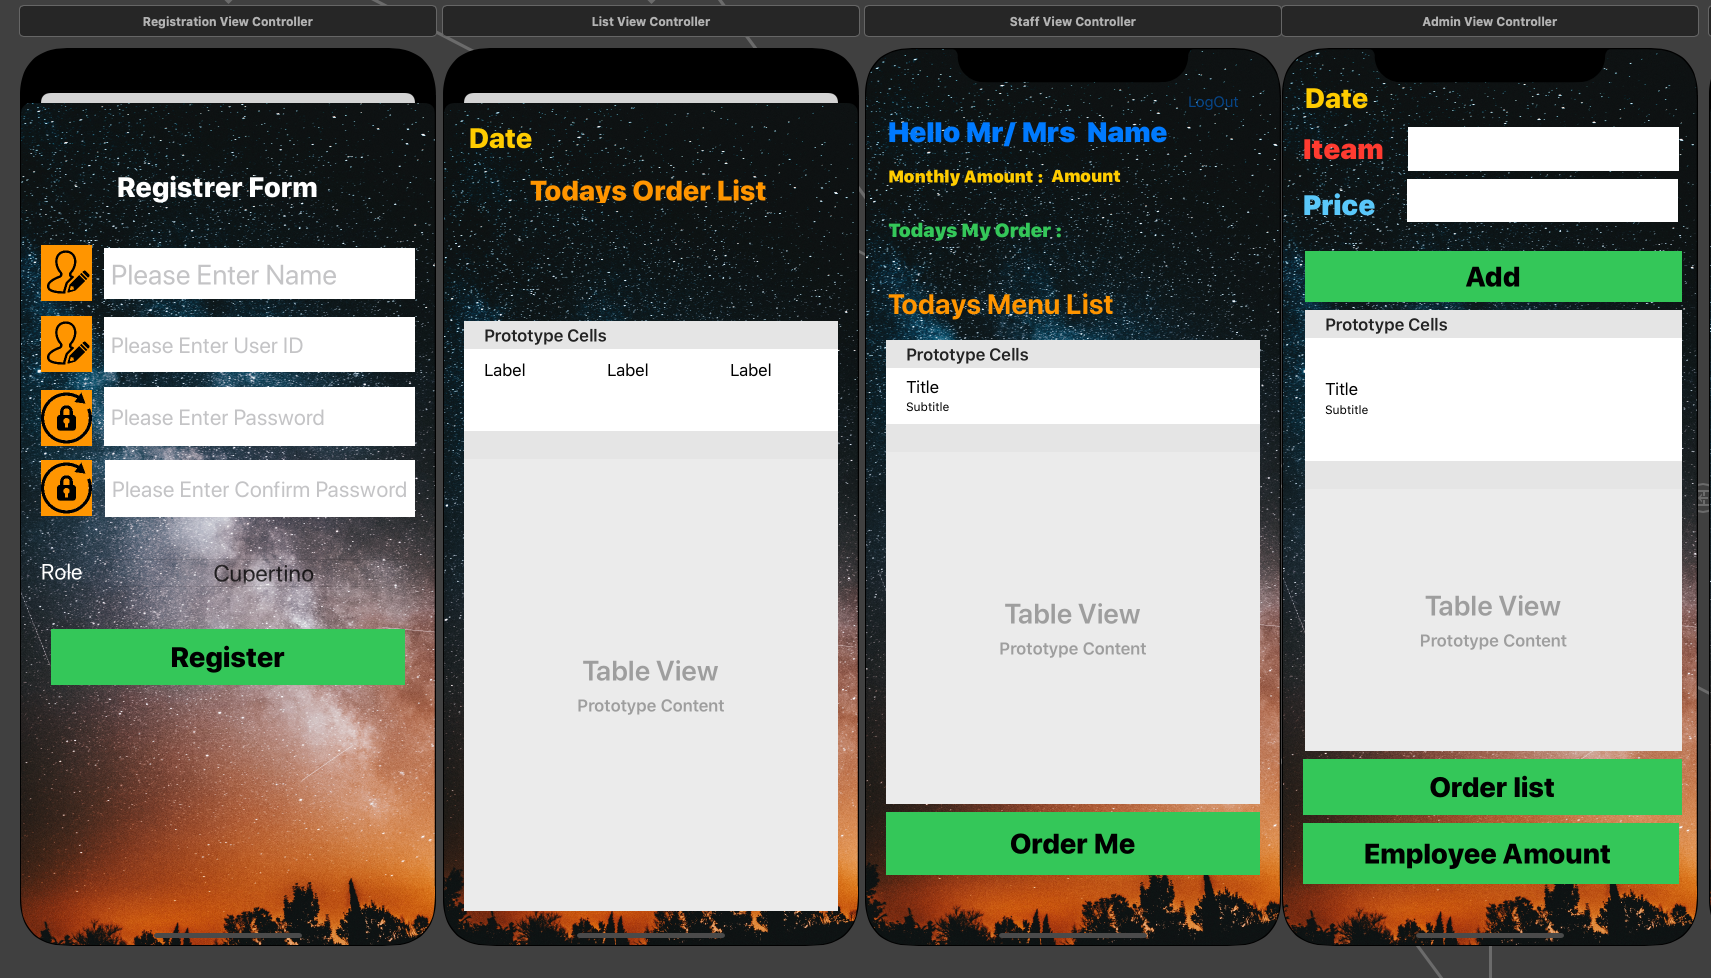 Registration View Controller
Registrer Form
Please Enter Name
Please Enter User ID
Please Enter Password
Please Enter Confirm Password
Role Cupertino
Register
List View Controller
Date
Todays Order List
Prototype Cells
Label Label Label
Table View
Prototype Content
Staff View Controller
LogOut
Hello Mr/ Mrs Name
Monthly Amount : Amount
Todays My Order :
Todays Menu List
Prototype Cells
Title
Subtitle
Table View
Prototype Content
Order Me
Admin View Controller
Date
Iteam
Price
Add
Prototype Cells
Title
Subtitle
Table View
Prototype Content
Order list
Employee Amount